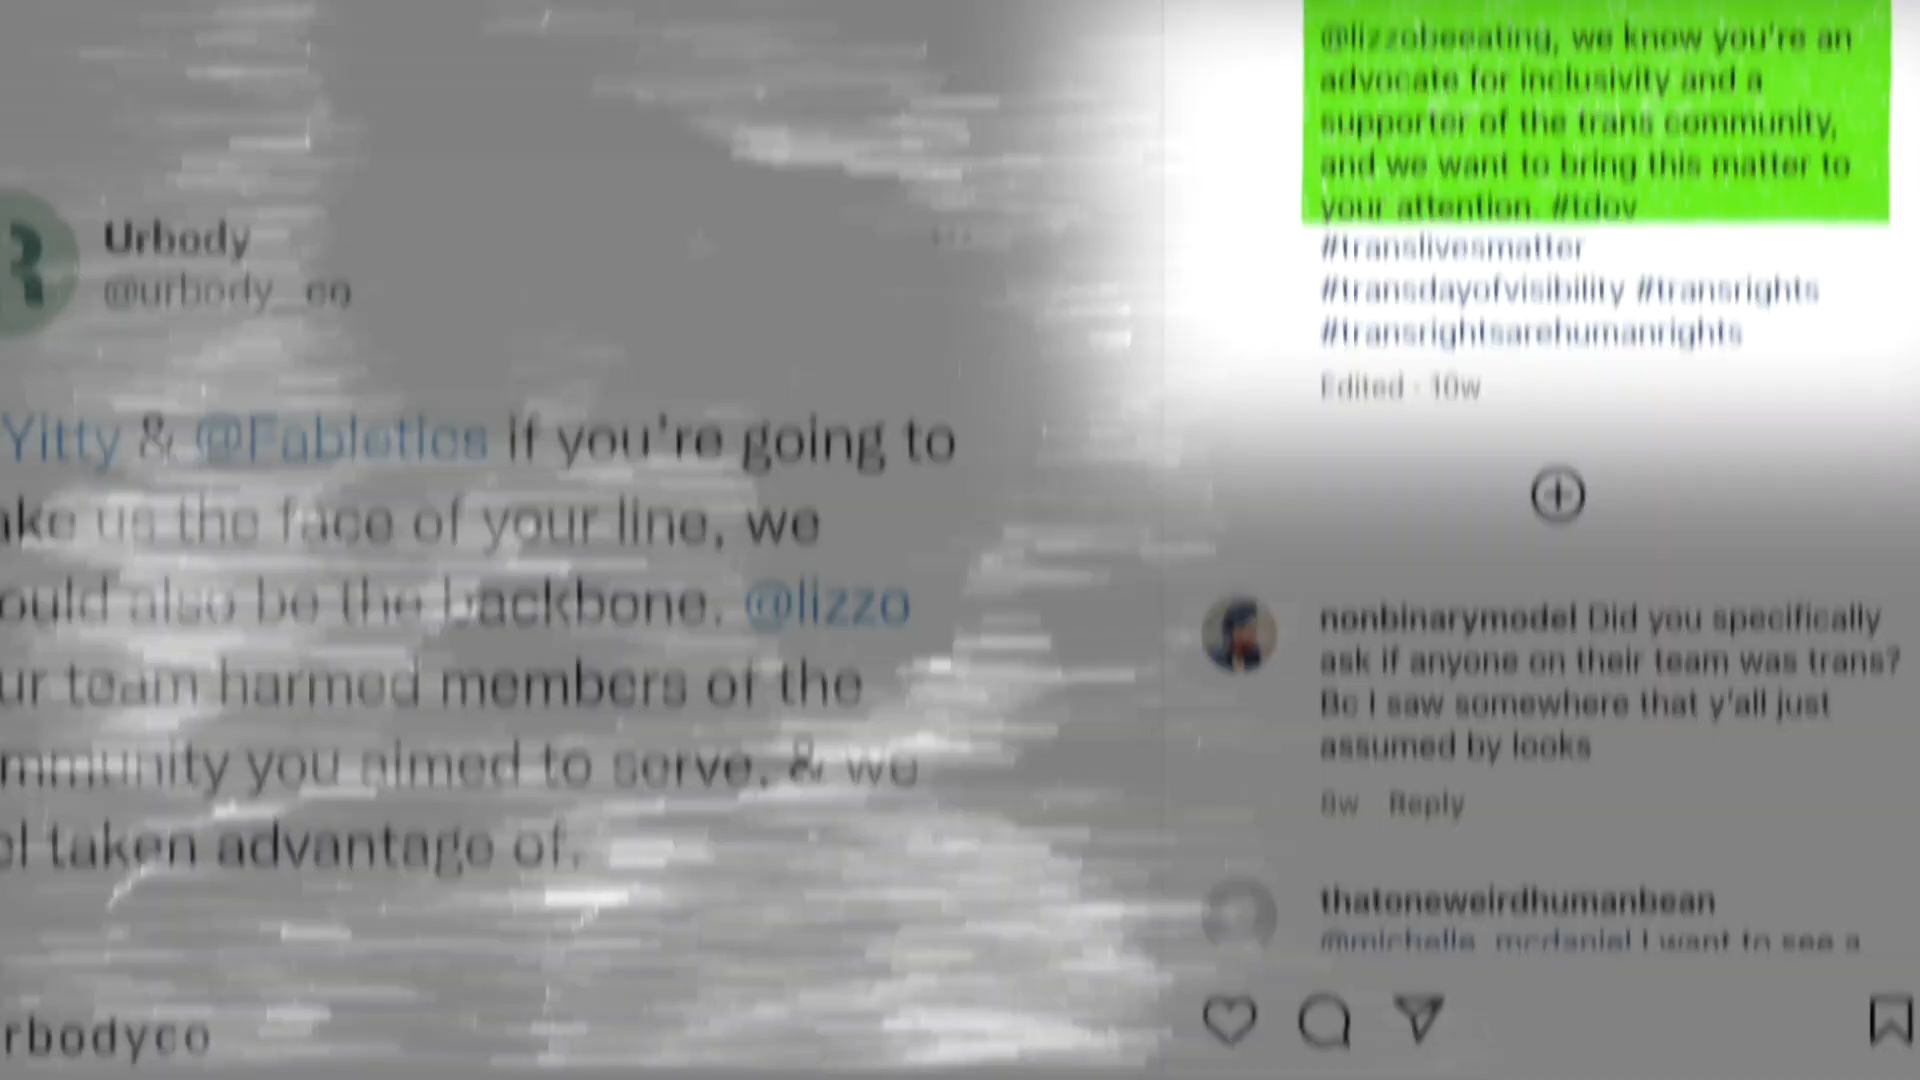 Urbody
@urbody_co
Yitty & @Fabletics if you're going to
ake us the face of your line, we
ould also be the backbone. @lizzo
ur team harmed members of the
mmunity you aimed to serve, & we
el taken advantage of.
rbodyco
@lizzobeeating, we know you're an
advocate for inclusivity and a
supporter of the trans community,
and we want to bring this matter to
your attention. #tdov
#translivesmatter
#transdayofvisibility #transrights
#transrightsarehumanrights
Edited · 10w
nonbinarymodel Did you specifically
ask if anyone on their team was trans?
Bc I saw somewhere that y'all just
assumed by looks
8w Reply
thatoneweirdhumanbean
@michelle_mcdaniel I want to see a